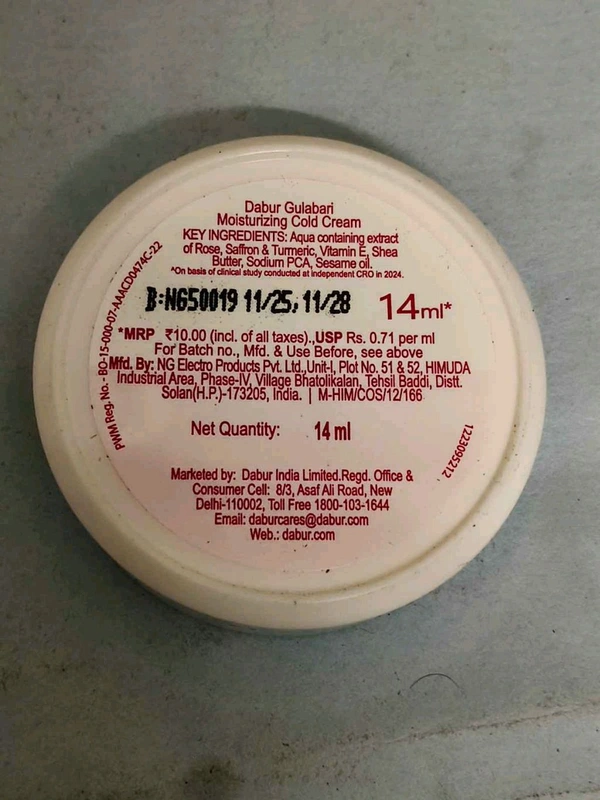 Dabur Gulabari
Moisturizing Cold Cream
KEY INGREDIENTS: Aqua containing extract
of Rose, Saffron & Turmeric, Vitamin E, Shea
Butter, Sodium PCA, Sesame oil.
^On basis of clinical study conducted at independent CRO in 2024.
B:NG50019 11/25, 11/28
14ml*
*MRP ₹10.00 (incl. of all taxes).,USP Rs. 0.71 per ml
For Batch no., Mfd. & Use Before, see above
Mfd. By: NG Electro Products Pvt. Ltd.,Unit-I, Plot No. 51 & 52, HIMUDA
Industrial Area, Phase-IV, Village Bhatolikalan, Tehsil Baddi, Distt.
Solan(H.P.)-173205, India. | M-HIM/COS/12/166
Net Quantity: 14 ml
Marketed by: Dabur India Limited.Regd. Office &
Consumer Cell: 8/3, Asaf Ali Road, New
Delhi-110002, Toll Free 1800-103-1644
Email: daburcares@dabur.com
Web.: dabur.com
PWM Reg. No.- BO-15-000-07-AAACD0474C-22
1223095212